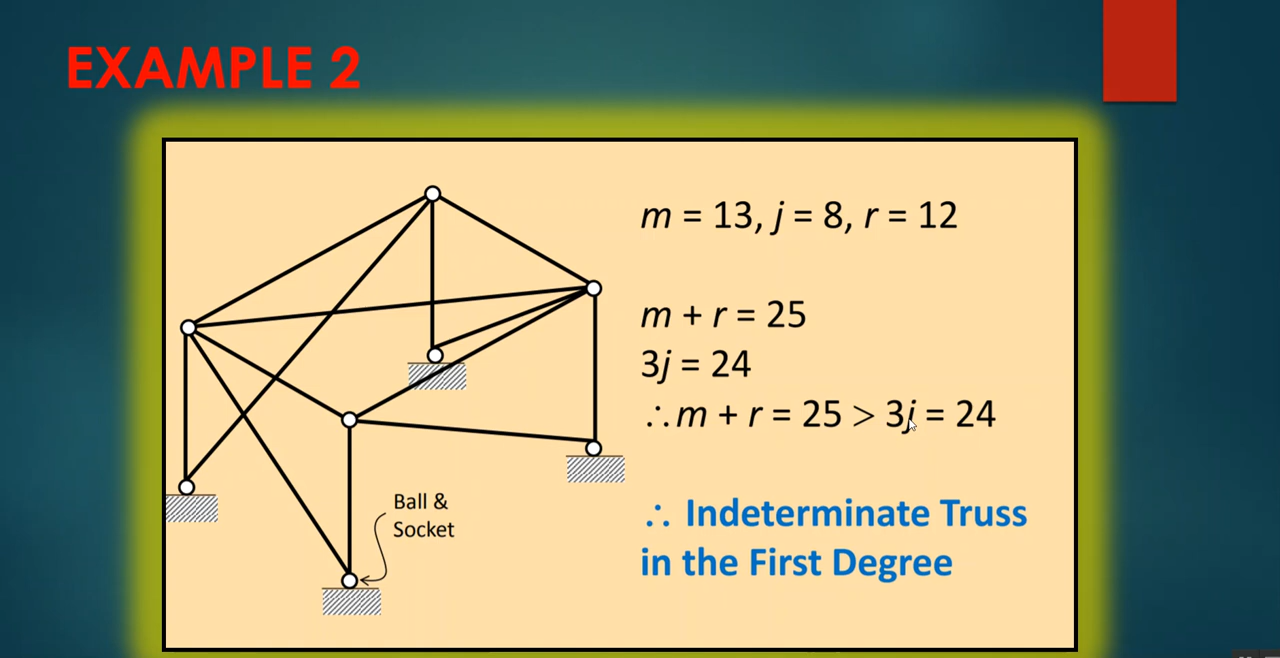 EXAMPLE 2
m = 13, j = 8, r = 12
m + r = 25
3j = 24
∴ m + r = 25 > 3j = 24
Ball &
Socket
∴ Indeterminate Truss
in the First Degree